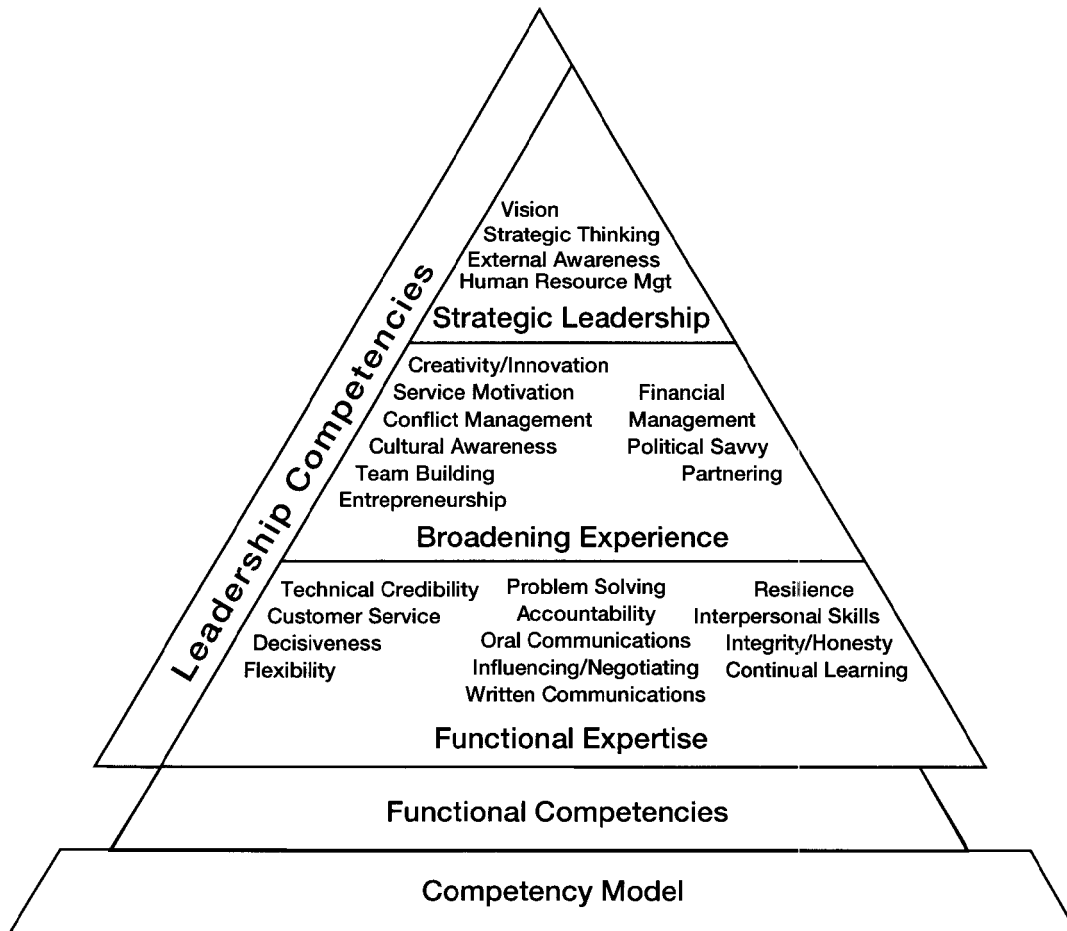 Leadership Competencies
Vision
Strategic Thinking
External Awareness
Human Resource Mgt
Strategic Leadership
Creativity/Innovation
Service Motivation
Conflict Management
Cultural Awareness
Team Building
Entrepreneurship
Financial
Management
Political Savvy
Partnering
Broadening Experience
Technical Credibility
Customer Service
Decisiveness
Flexibility
Problem Solving
Accountability
Oral Communications
Influencing/Negotiating
Written Communications
Resilience
Interpersonal Skills
Integrity/Honesty
Continual Learning
Functional Expertise
Functional Competencies
Competency Model